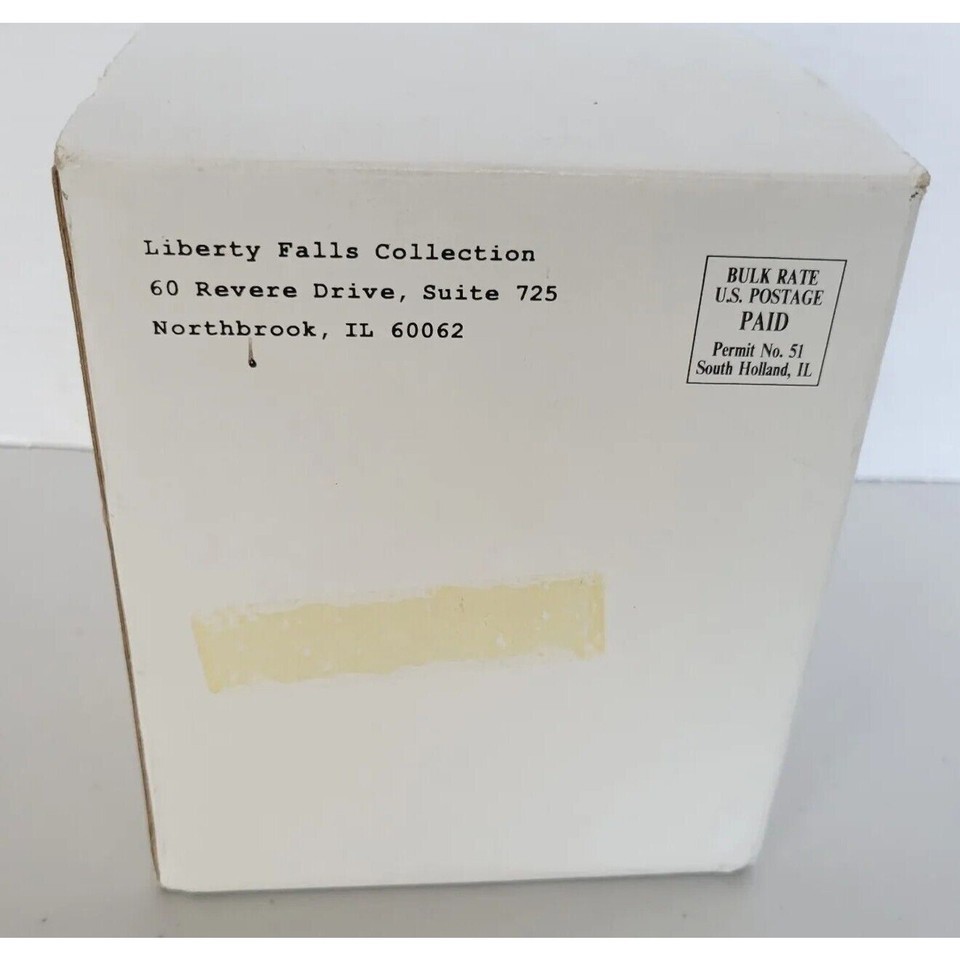 Liberty Falls Collection
60 Revere Drive, Suite 725
Northbrook, IL 60062
BULK RATE
U.S. POSTAGE
PAID
Permit No. 51
South Holland, IL